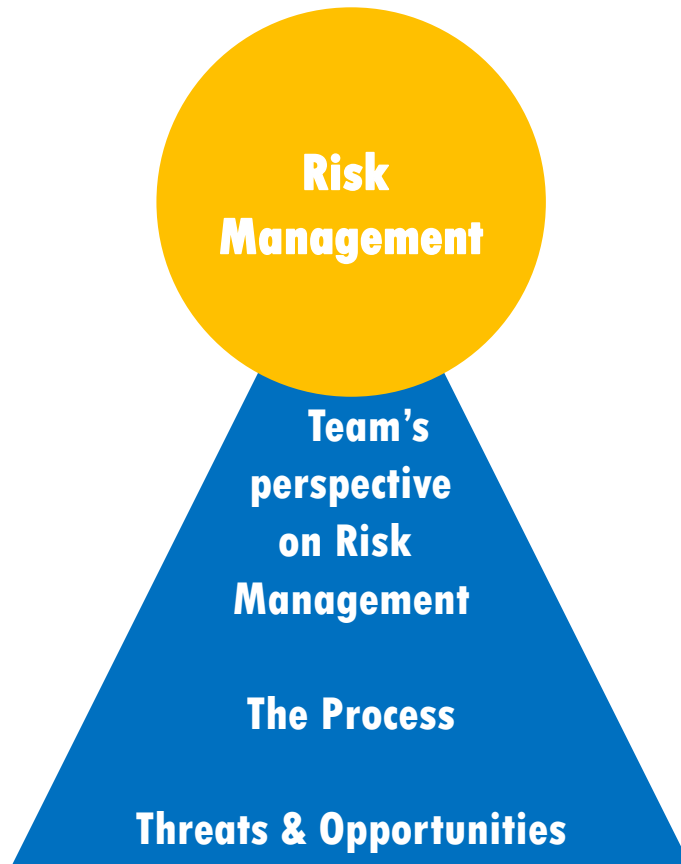 Risk
Management
Team’s
perspective
on Risk
Management
The Process
Threats & Opportunities